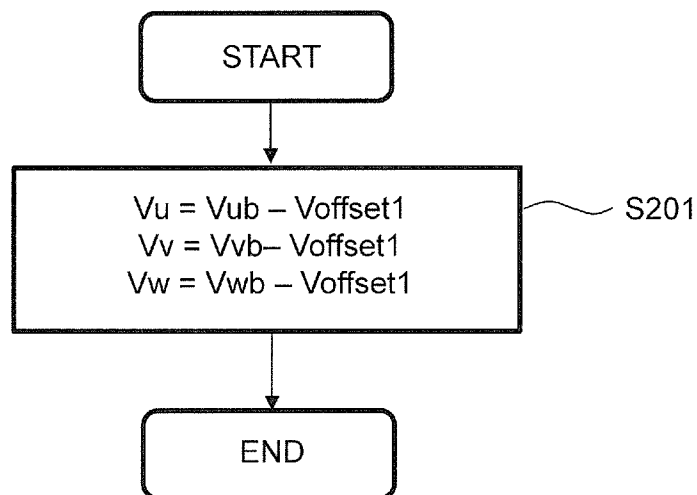 START
Vu = Vub – Voffset1
Vv = Vvb– Voffset1
Vw = Vwb – Voffset1
S201
END